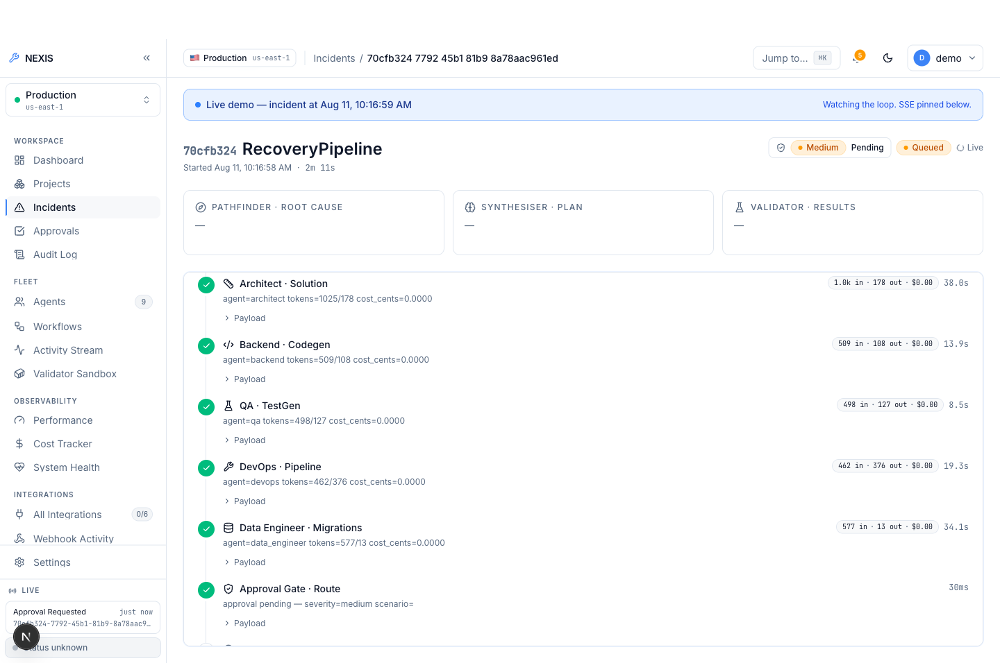 NEXIS
Production
us-east-1
WORKSPACE
Dashboard
Projects
Incidents
Approvals
Audit Log
FLEET
Agents 9
Workflows
Activity Stream
Validator Sandbox
OBSERVABILITY
Performance
Cost Tracker
System Health
INTEGRATIONS
All Integrations 0/6
Webhook Activity
Settings
LIVE
Approval Requested just now
70cfb324-7792-45b1-81b9-8a78aac9…
N
status unknown
Production us-east-1 Incidents / 70cfb324 7792 45b1 81b9 8a78aac961ed
Jump to... ⌘K 5 D demo
Live demo — incident at Aug 11, 10:16:59 AM Watching the loop. SSE pinned below.
70cfb324 RecoveryPipeline Medium Pending Queued Live
Started Aug 11, 10:16:58 AM · 2m 11s
PATHFINDER · ROOT CAUSE
—
SYNTHESISER · PLAN
—
VALIDATOR · RESULTS
—
Architect · Solution 1.0k in · 178 out · $0.00 38.0s
agent=architect tokens=1025/178 cost_cents=0.0000
Payload
Backend · Codegen 509 in · 108 out · $0.00 13.9s
agent=backend tokens=509/108 cost_cents=0.0000
Payload
QA · TestGen 498 in · 127 out · $0.00 8.5s
agent=qa tokens=498/127 cost_cents=0.0000
Payload
DevOps · Pipeline 462 in · 376 out · $0.00 19.3s
agent=devops tokens=462/376 cost_cents=0.0000
Payload
Data Engineer · Migrations 577 in · 13 out · $0.00 34.1s
agent=data_engineer tokens=577/13 cost_cents=0.0000
Payload
Approval Gate · Route 30ms
approval pending — severity=medium scenario=
Payload